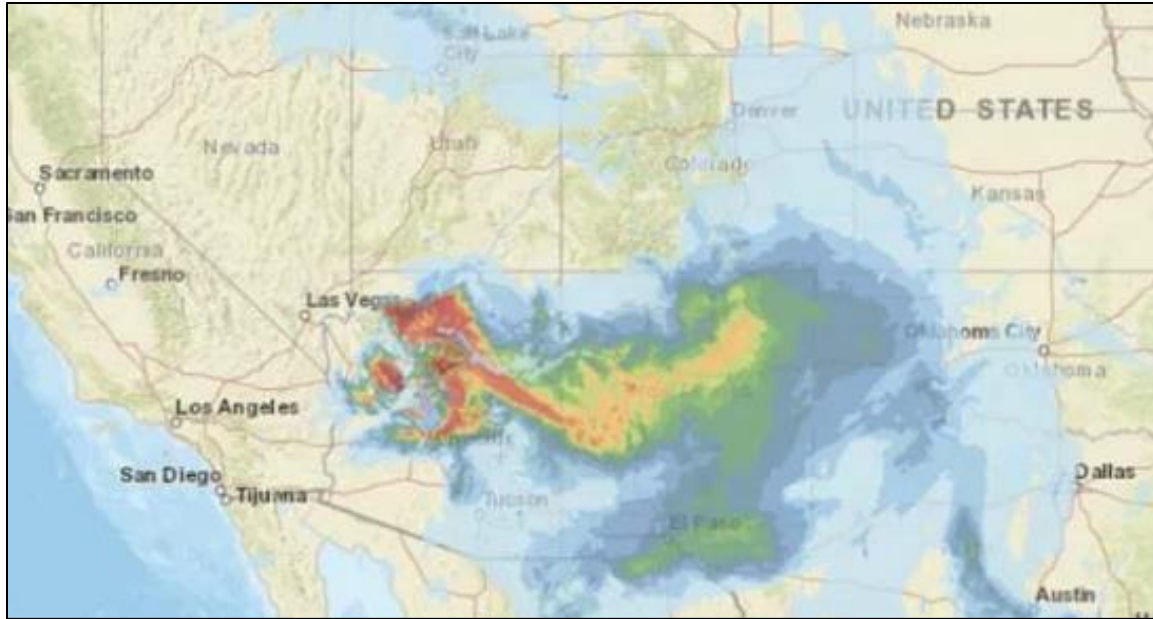 Nebraska
Salt Lake
City
Denver
UNITED STATES
Nevada
Utah
Colorado
Sacramento
San Francisco
Kansas
California
Fresno
Las Vegas
Oklahoma City
Oklahoma
Los Angeles
San Diego
Tijuana
Tucson
El Paso
Dallas
Austin